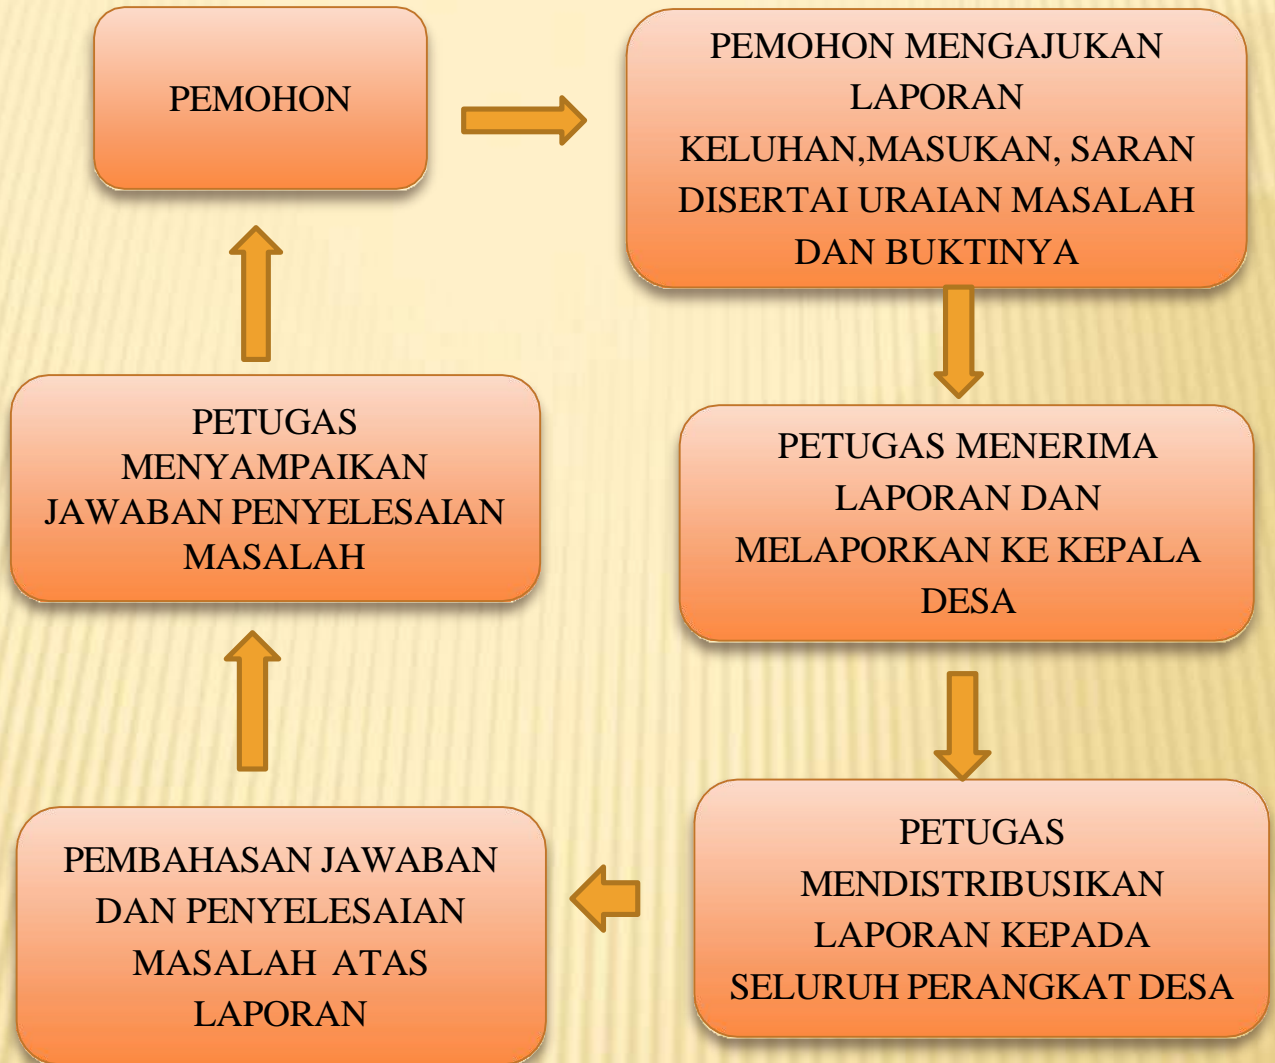 PEMOHON
PEMOHON MENGAJUKAN
LAPORAN
KELUHAN,MASUKAN, SARAN
DISERTAI URAIAN MASALAH
DAN BUKTINYA
PETUGAS MENERIMA
LAPORAN DAN
MELAPORKAN KE KEPALA
DESA
PETUGAS
MENDISTRIBUSIKAN
LAPORAN KEPADA
SELURUH PERANGKAT DESA
PEMBAHASAN JAWABAN
DAN PENYELESAIAN
MASALAH ATAS
LAPORAN
PETUGAS
MENYAMPAIKAN
JAWABAN PENYELESAIAN
MASALAH